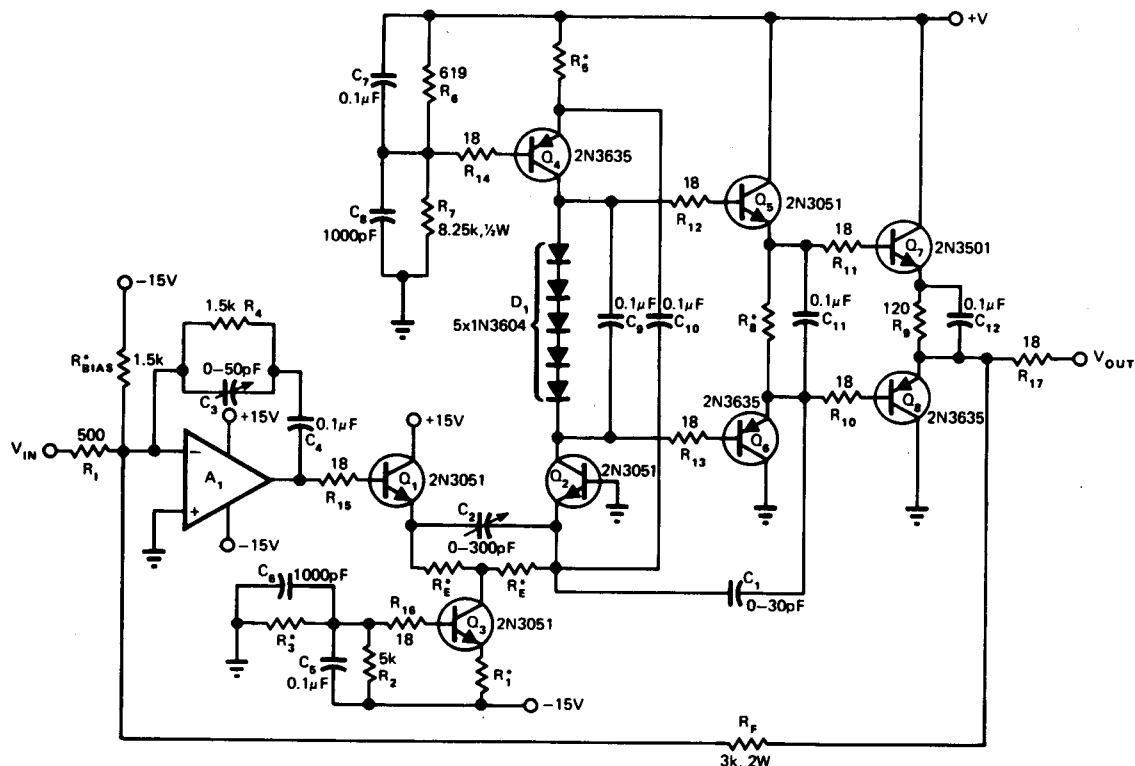 +V
C7
0.1μF
619
R6
R5*
18
R14
Q4
2N3635
C8
1000pF
R7
8.25k, ½W
18
R12
Q5
2N3051
18
R11
Q7
2N3501
D1
5x1N3604
0.1μF
C9
0.1μF
C10
R8*
0.1μF
C11
120
R9
0.1μF
C12
18
R17
VOUT
–15V
1.5k R4
R*BIAS
1.5k
0–50pF
C3
+15V
0.1μF
C4
VIN
500
R1
–
A1
+
–15V
18
R15
+15V
Q1
2N3051
Q2
2N3051
18
R13
2N3635
Q6
18
R10
Q8
2N3635
C2
0–300pF
RE*
RE*
C1
0–30pF
C6
1000pF
R3*
R16
18
Q3
2N3051
C5
0.1μF
5k
R2
R1*
–15V
RF
3k, 2W